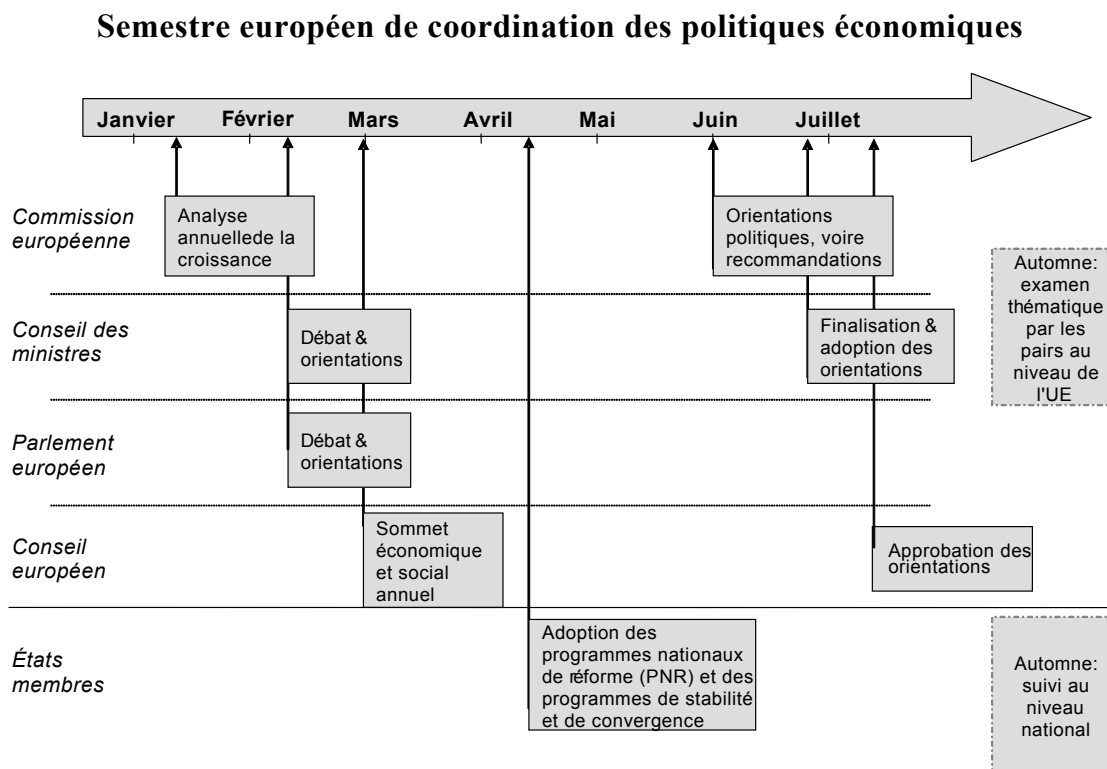 Semestre européen de coordination des politiques économiques
Janvier Février Mars Avril Mai Juin Juillet
Commission
européenne
Analyse
annuellede la
croissance
Orientations
politiques, voire
recommandations
Automne:
examen
thématique
par les
pairs au
niveau de
l'UE
Conseil des
ministres
Débat &
orientations
Finalisation &
adoption des
orientations
Parlement
européen
Débat &
orientations
Conseil
européen
Sommet
économique
et social
annuel
Approbation des
orientations
États
membres
Adoption des
programmes nationaux
de réforme (PNR) et des
programmes de stabilité
et de convergence
Automne:
suivi au
niveau
national